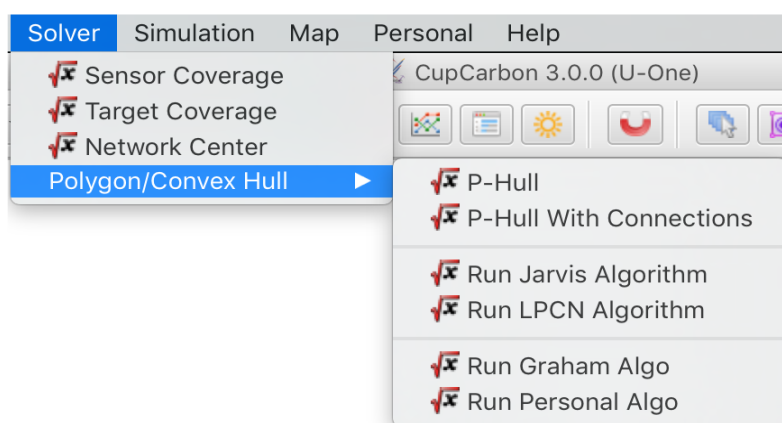 Solver Simulation Map Personal Help
Sensor Coverage
CupCarbon 3.0.0 (U-One)
Target Coverage
Network Center
Polygon/Convex Hull
P-Hull
P-Hull With Connections
Run Jarvis Algorithm
Run LPCN Algorithm
Run Graham Algo
Run Personal Algo